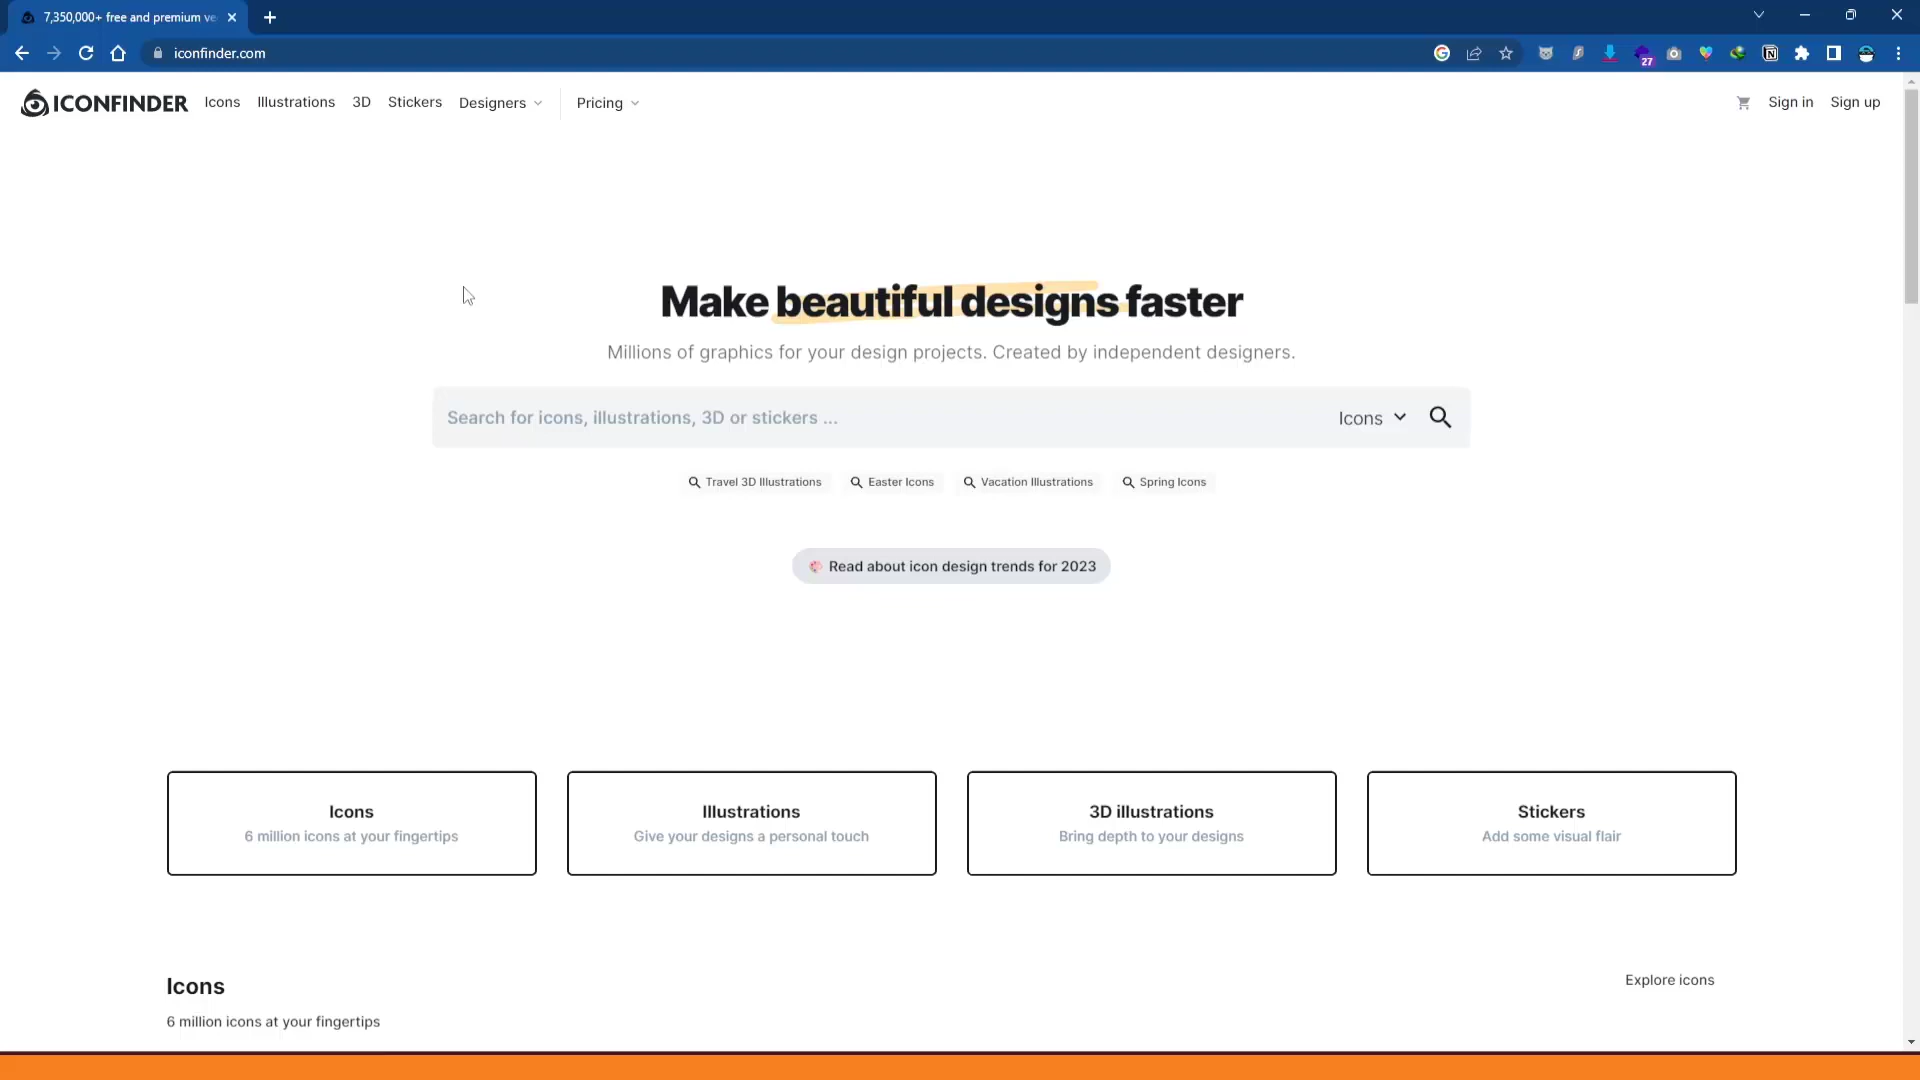 7,350,000+ free and premium ve
iconfinder.com
27
ICONFINDER
Icons
Illustrations
3D
Stickers
Designers
Pricing
Sign in
Sign up
Make beautiful designs faster
Millions of graphics for your design projects. Created by independent designers.
Search for icons, illustrations, 3D or stickers ...
Icons
Travel 3D Illustrations
Easter Icons
Vacation Illustrations
Spring Icons
Read about icon design trends for 2023
Icons
6 million icons at your fingertips
Illustrations
Give your designs a personal touch
3D illustrations
Bring depth to your designs
Stickers
Add some visual flair
Icons
Explore icons
6 million icons at your fingertips